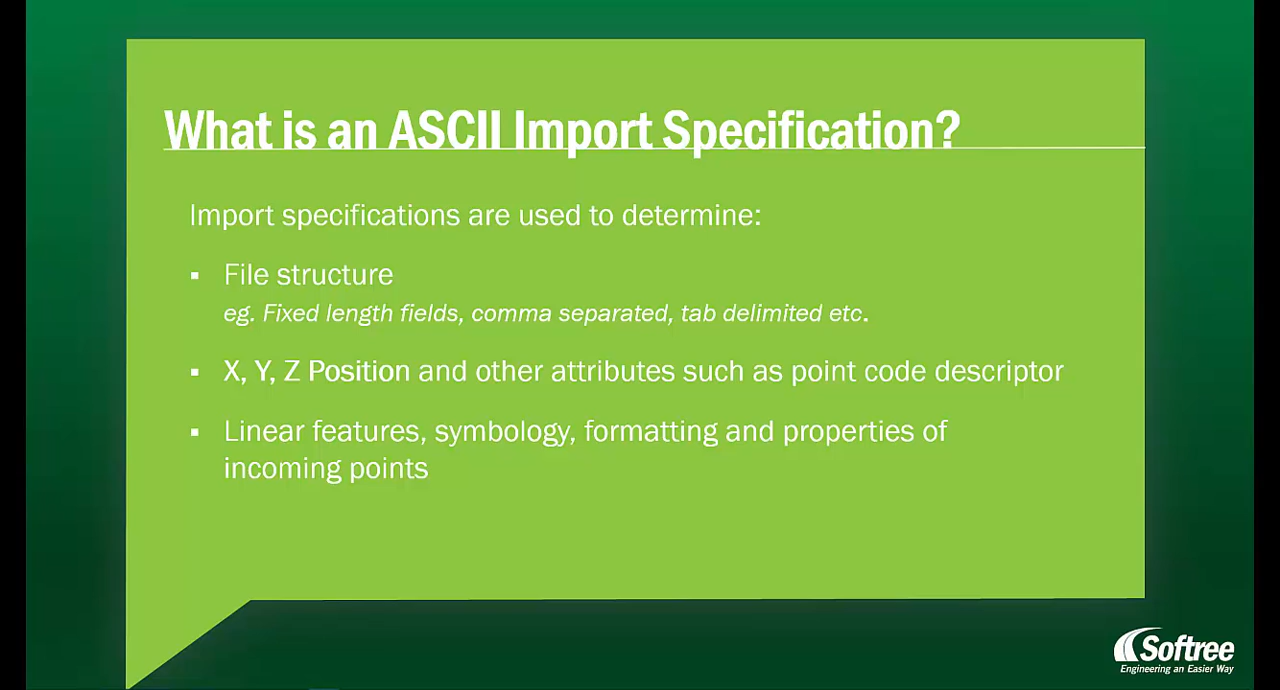 What is an ASCII Import Specification?
Import specifications are used to determine:
▪ File structure
eg. Fixed length fields, comma separated, tab delimited etc.
▪ X, Y, Z Position and other attributes such as point code descriptor
▪ Linear features, symbology, formatting and properties of
incoming points
Softree
Engineering an Easier Way